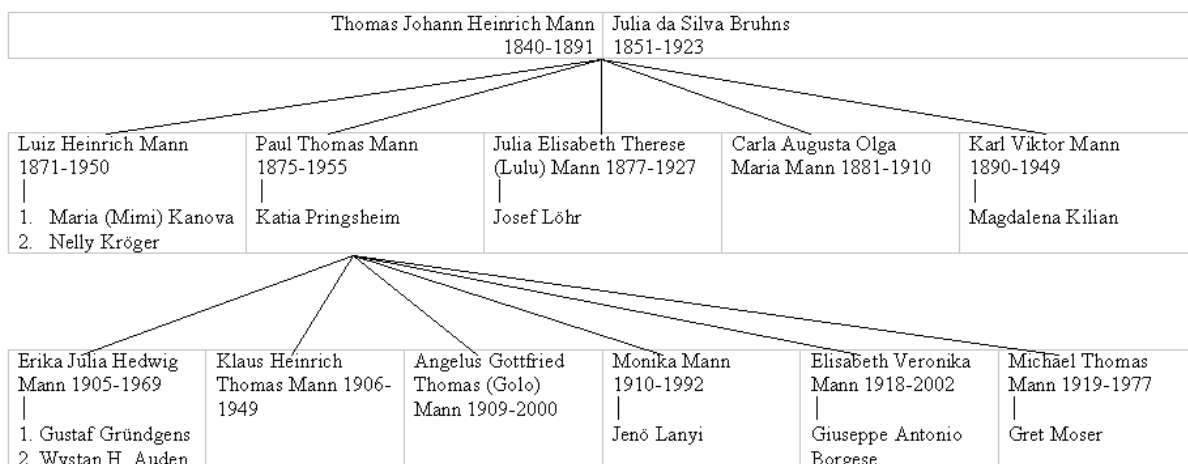 Thomas Johann Heinrich Mann
1840-1891
Julia da Silva Bruhns
1851-1923
Luiz Heinrich Mann
1871-1950
1. Maria (Mimi) Kanova
2. Nelly Kröger
Paul Thomas Mann
1875-1955
Katia Pringsheim
Julia Elisabeth Therese
(Lulu) Mann 1877-1927
Josef Löhr
Carla Augusta Olga
Maria Mann 1881-1910
Karl Viktor Mann
1890-1949
Magdalena Kilian
Erika Julia Hedwig
Mann 1905-1969
1. Gustaf Gründgens
2. Wystan H. Auden
Klaus Heinrich
Thomas Mann 1906-
1949
Angelus Gottfried
Thomas (Golo)
Mann 1909-2000
Monika Mann
1910-1992
Jenö Lanyi
Elisabeth Veronika
Mann 1918-2002
Giuseppe Antonio
Borgese
Michael Thomas
Mann 1919-1977
Gret Moser